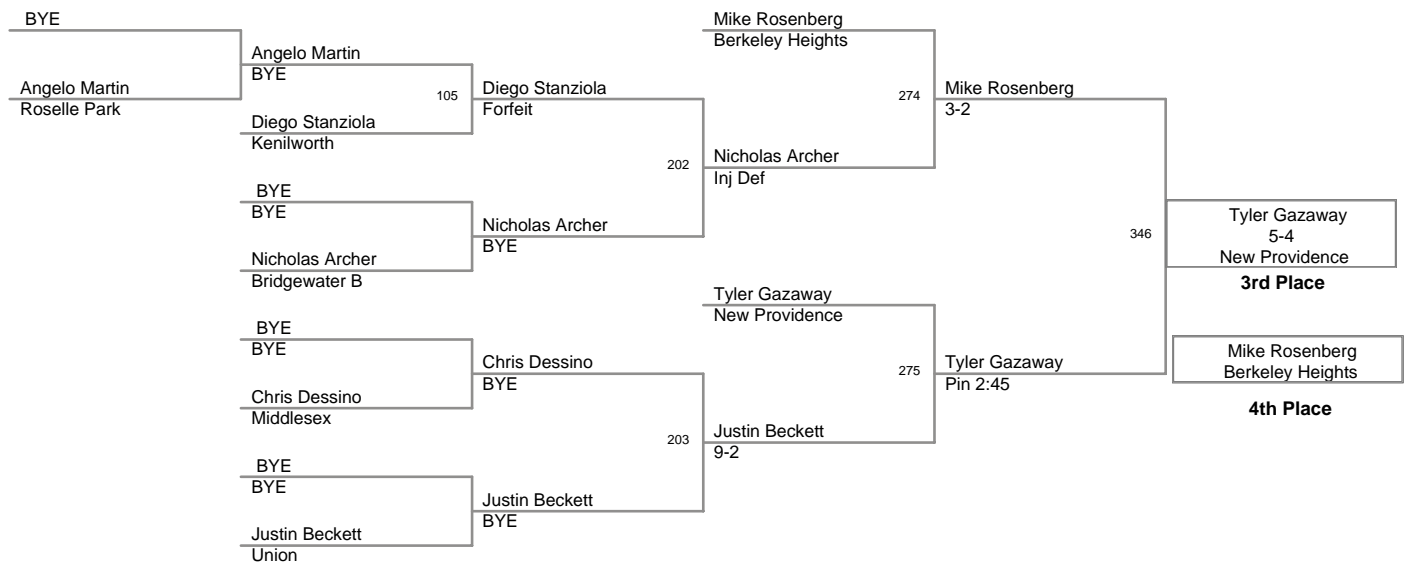 BYE
Angelo Martin
Roselle Park
Angelo Martin
BYE
105
Diego Stanziola
Kenilworth
BYE
BYE
Nicholas Archer
Bridgewater B
BYE
BYE
Chris Dessino
Middlesex
BYE
BYE
Justin Beckett
Union
Diego Stanziola
Forfeit
202
Nicholas Archer
BYE
Chris Dessino
BYE
203
Justin Beckett
BYE
Mike Rosenberg
Berkeley Heights
274
Nicholas Archer
Inj Def
Tyler Gazaway
New Providence
275
Justin Beckett
9-2
Mike Rosenberg
3-2
346
Tyler Gazaway
Pin 2:45
Tyler Gazaway
5-4
New Providence
3rd Place
Mike Rosenberg
Berkeley Heights
4th Place